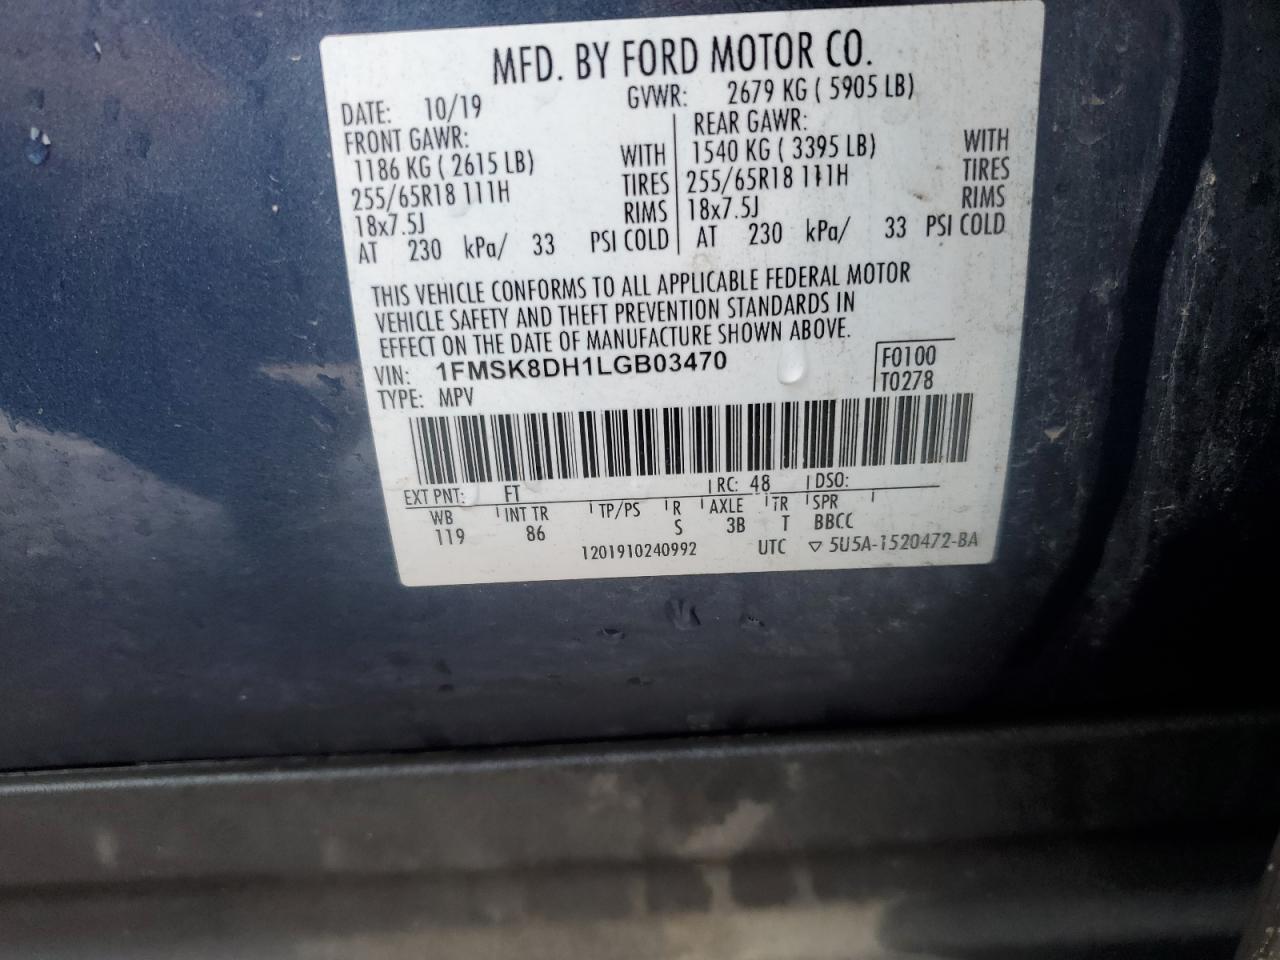 MFD. BY FORD MOTOR CO.
DATE: 10/19 GVWR: 2679 KG ( 5905 LB)
FRONT GAWR: REAR GAWR:
1186 KG ( 2615 LB) WITH 1540 KG ( 3395 LB) WITH
255/65R18 111H TIRES 255/65R18 111H TIRES
18x7.5J RIMS 18x7.5J RIMS
AT 230 kPa/ 33 PSI COLD AT 230 kPa/ 33 PSI COLD
THIS VEHICLE CONFORMS TO ALL APPLICABLE FEDERAL MOTOR
VEHICLE SAFETY AND THEFT PREVENTION STANDARDS IN
EFFECT ON THE DATE OF MANUFACTURE SHOWN ABOVE.
VIN: 1FMSK8DH1LGB03470 F0100
TYPE: MPV T0278
EXT PNT: FT RC: 48 DSO:
WB INT TR TP/PS R AXLE TR SPR
119 86 S 3B T BBCC
1201910240992 UTC ▽ 5U5A-1520472-BA